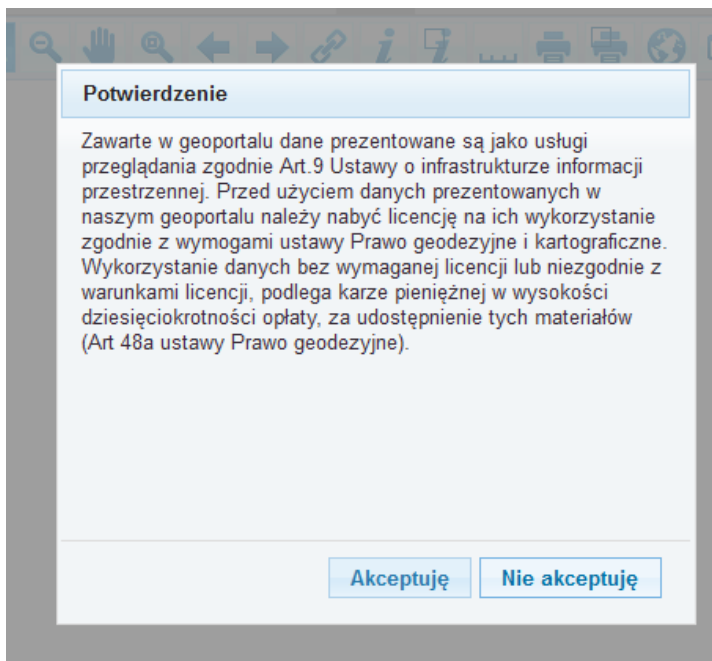 Potwierdzenie
Zawarte w geoportalu dane prezentowane są jako usługi
przeglądania zgodnie Art.9 Ustawy o infrastrukturze informacji
przestrzennej. Przed użyciem danych prezentowanych w
naszym geoportalu należy nabyć licencję na ich wykorzystanie
zgodnie z wymogami ustawy Prawo geodezyjne i kartograficzne.
Wykorzystanie danych bez wymaganej licencji lub niezgodnie z
warunkami licencji, podlega karze pieniężnej w wysokości
dziesięciokrotności opłaty, za udostępnienie tych materiałów
(Art 48a ustawy Prawo geodezyjne).
Akceptuję Nie akceptuję